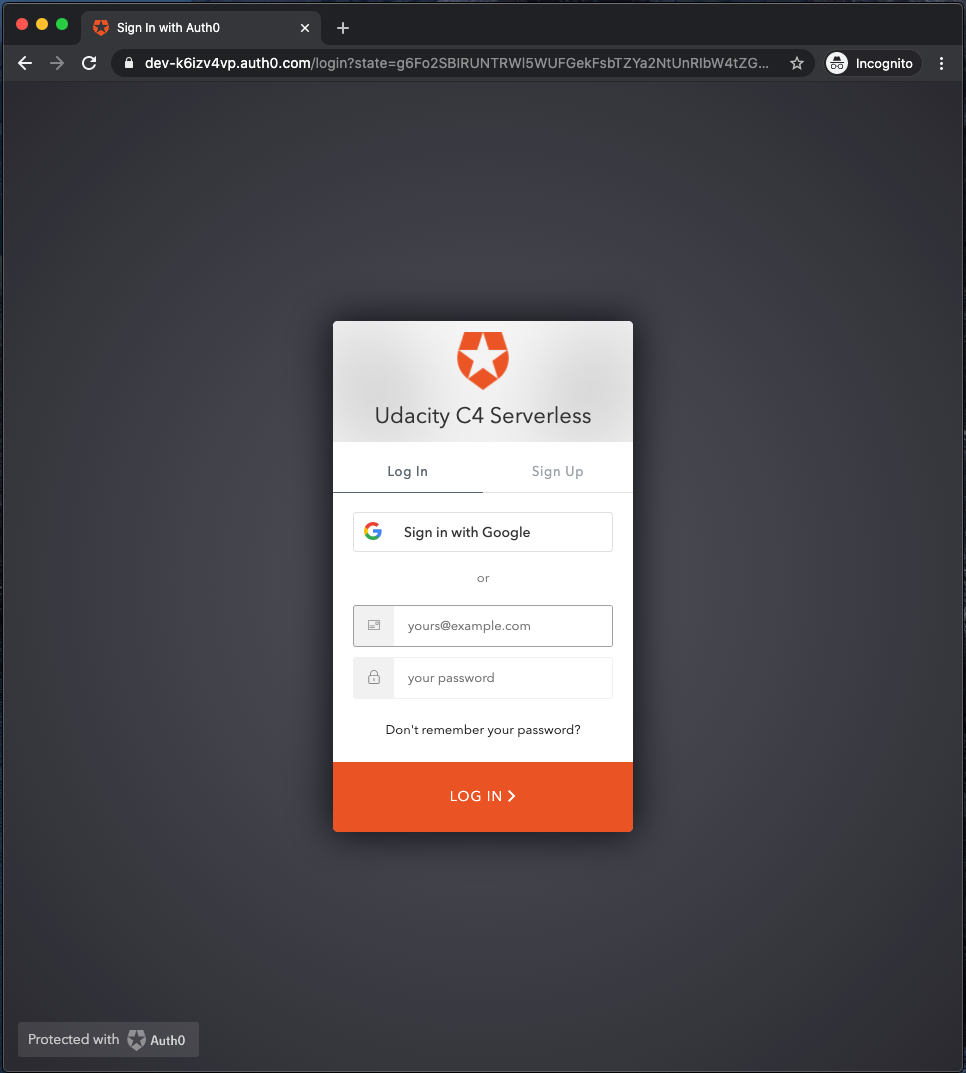 Sign In with Auth0
dev-k6izv4vp.auth0.com/login?state=g6Fo2SBIRUNTRWl5WUFGekFsbTZYa2NtUnRIbW4tZG...
Incognito
Udacity C4 Serverless
Log In
Sign Up
Sign in with Google
or
yours@example.com
your password
Don't remember your password?
LOG IN
Protected with Auth0